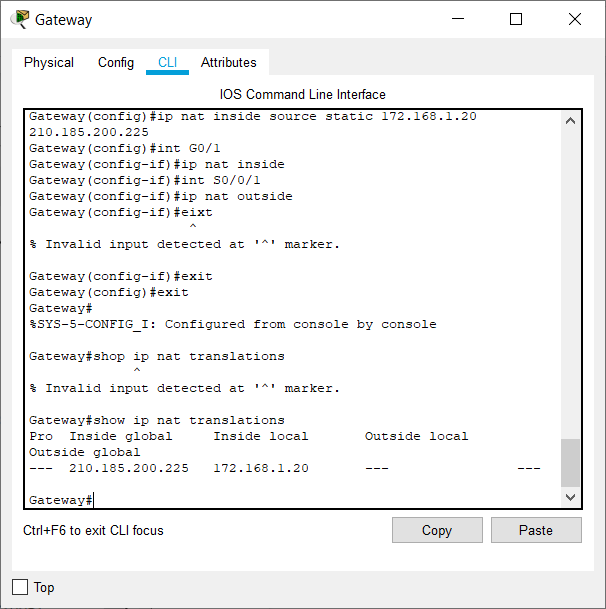 Gateway
Physical Config CLI Attributes
IOS Command Line Interface
Gateway(config)#ip nat inside source static 172.168.1.20
210.185.200.225
Gateway(config)#int G0/1
Gateway(config-if)#ip nat inside
Gateway(config-if)#int S0/0/1
Gateway(config-if)#ip nat outside
Gateway(config-if)#eixt
^
% Invalid input detected at '^' marker.
Gateway(config-if)#exit
Gateway(config)#exit
Gateway#
%SYS-5-CONFIG_I: Configured from console by console
Gateway#shop ip nat translations
^
% Invalid input detected at '^' marker.
Gateway#show ip nat translations
Pro Inside global Inside local Outside local
Outside global
--- 210.185.200.225 172.168.1.20 --- ---
Gateway#
Ctrl+F6 to exit CLI focus Copy Paste
Top